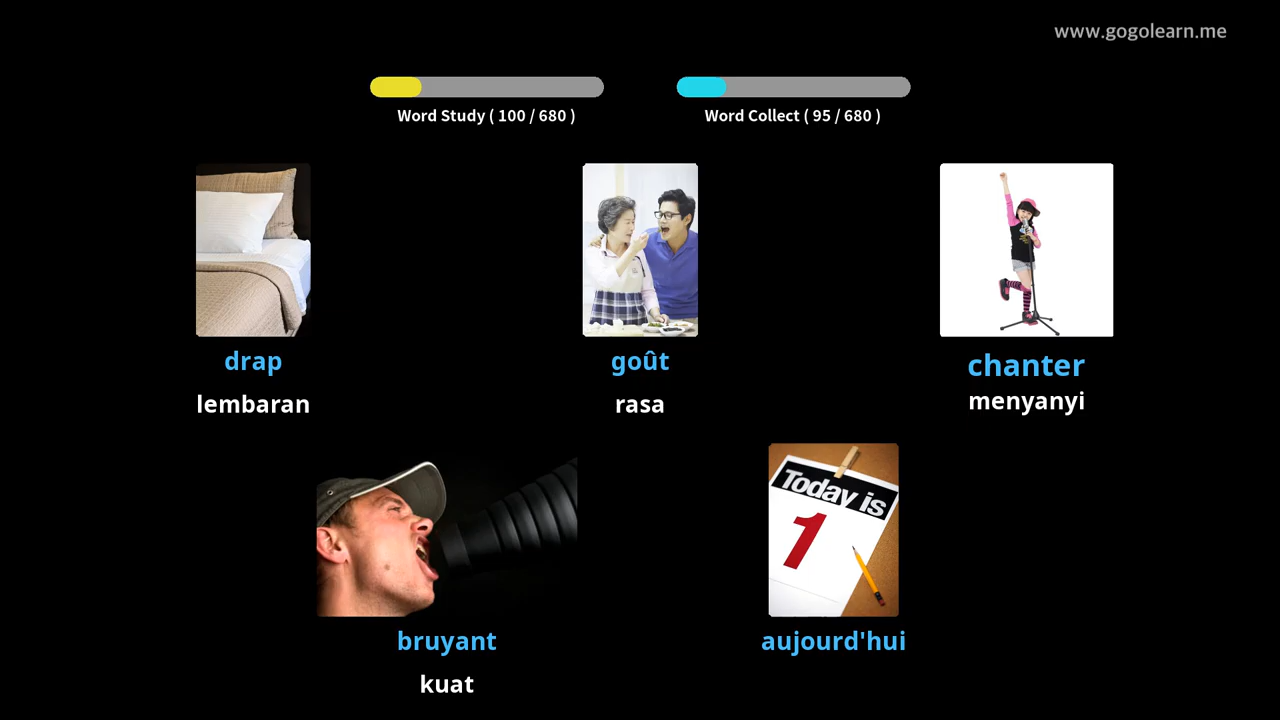 www.gogolearn.me
Word Study ( 100 / 680 )
Word Collect ( 95 / 680 )
drap
goût
chanter
lembaran
rasa
menyanyi
Today is
1
bruyant
aujourd'hui
kuat